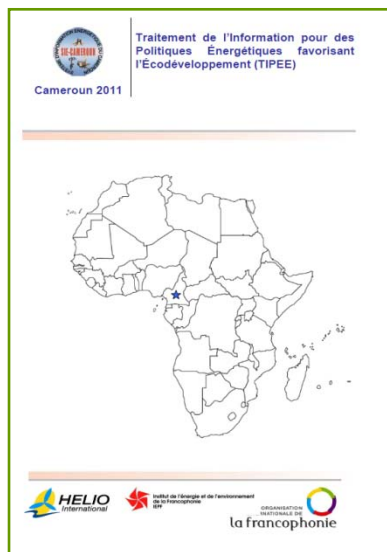 SIE-CAMEROUN
Cameroun 2011
Traitement de l'Information pour des
Politiques Énergétiques favorisant
l'Écodéveloppement (TIPEE)
HELIO
International
Institut de l'énergie et de l'environnement
de la Francophonie
IEPF
ORGANISATION
INTERNATIONALE DE
la francophonie